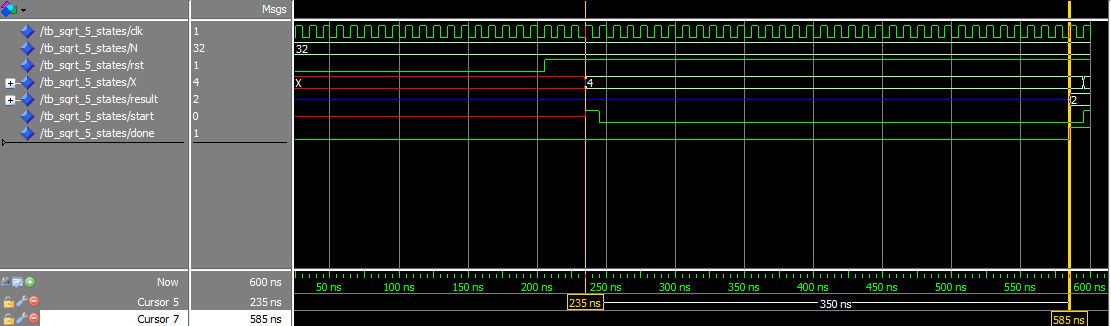 Msgs
/tb_sqrt_5_states/clk 1
/tb_sqrt_5_states/N 32 32
/tb_sqrt_5_states/rst 1
/tb_sqrt_5_states/X 4 X 4
/tb_sqrt_5_states/result 2 2
/tb_sqrt_5_states/start 0
/tb_sqrt_5_states/done 1
Now 600 ns 50 ns 100 ns 150 ns 200 ns 250 ns 300 ns 350 ns 400 ns 450 ns 500 ns 550 ns 600 ns
Cursor 5 235 ns 235 ns 350 ns
Cursor 7 585 ns 585 ns